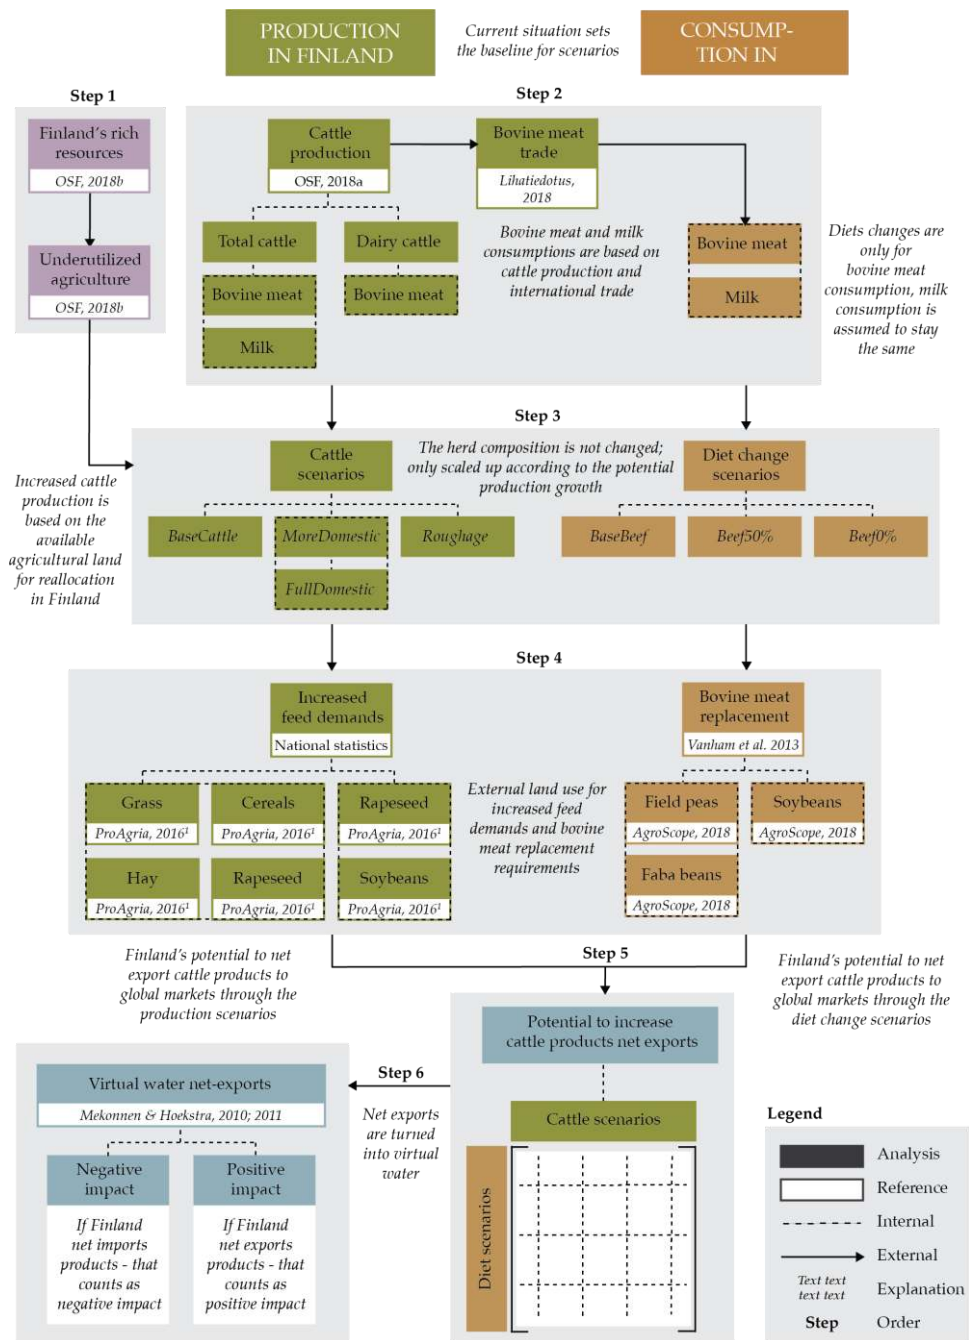 PRODUCTION
IN FINLAND
Current situation sets
the baseline for scenarios
CONSUMP-
TION IN
Step 1
Finland's rich
resources
OSF, 2018b
Underutilized
agriculture
OSF, 2018b
Step 2
Cattle
production
OSF, 2018a
Bovine meat
trade
Lihatiedotus,
2018
Total cattle
Dairy cattle
Bovine meat
Milk
Bovine meat
Bovine meat and milk
consumptions are based on
cattle production and
international trade
Bovine meat
Milk
Diets changes are
only for
bovine meat
consumption, milk
consumption is
assumed to stay
the same
Increased cattle
production is
based on the
available
agricultural land
for reallocation
in Finland
Step 3
Cattle
scenarios
The herd composition is not changed;
only scaled up according to the potential
production growth
Diet change
scenarios
BaseCattle
MoreDomestic
FullDomestic
Roughage
BaseBeef
Beef50%
Beef0%
Step 4
Increased
feed demands
National statistics
Bovine meat
replacement
Vanham et al. 2013
Grass
ProAgria, 2016¹
Cereals
ProAgria, 2016¹
Rapeseed
ProAgria, 2016¹
Hay
ProAgria, 2016¹
Rapeseed
ProAgria, 2016¹
Soybeans
ProAgria, 2016¹
External land use for
increased feed
demands and bovine
meat replacement
requirements
Field peas
AgroScope, 2018
Soybeans
AgroScope, 2018
Faba beans
AgroScope, 2018
Finland's potential to net
export cattle products to
global markets through the
production scenarios
Step 5
Finland's potential to net
export cattle products to
global markets through the
diet change scenarios
Potential to increase
cattle products net exports
Cattle scenarios
Diet scenarios
Step 6
Net exports
are turned
into virtual
water
Virtual water net-exports
Mekonnen & Hoekstra, 2010; 2011
Negative
impact
If Finland
net imports
products - that
counts as
negative impact
Positive
impact
If Finland
net exports
products - that
counts as
positive impact
Legend
Analysis
Reference
Internal
External
Text text
text text
Explanation
Step
Order